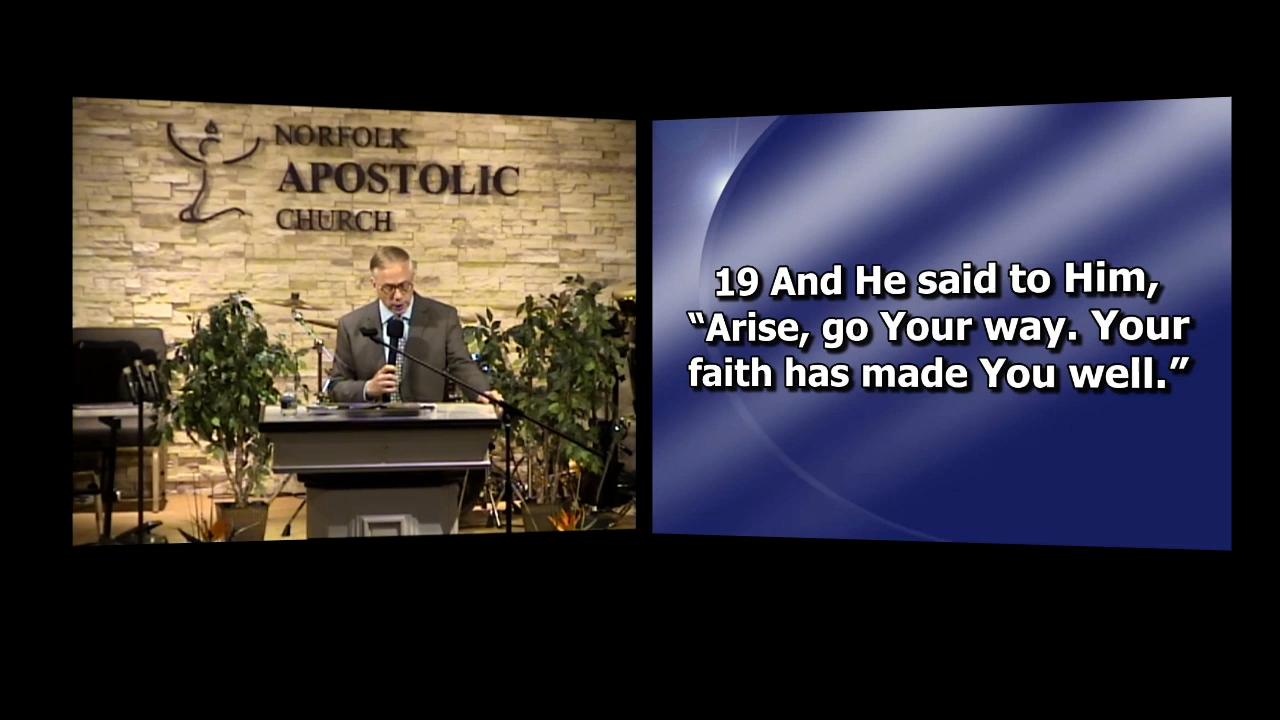 NORFOLK
APOSTOLIC
CHURCH
19 And He said to Him,
“Arise, go Your way. Your
faith has made You well.”